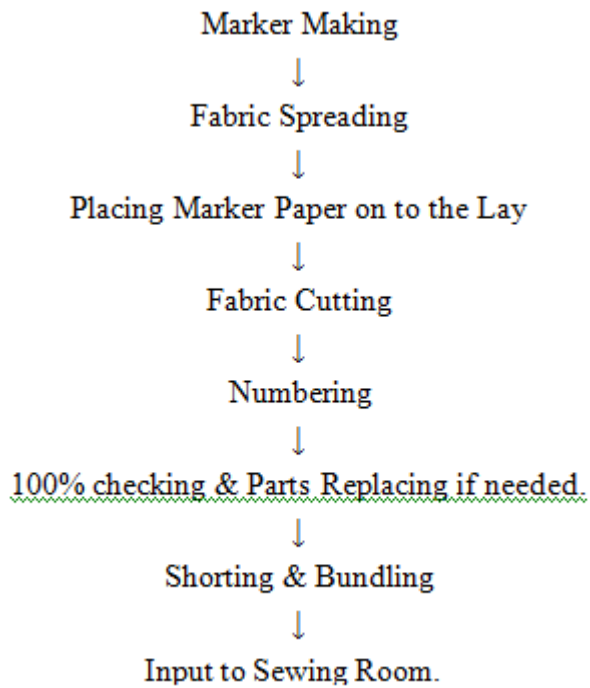 Marker Making
↓
Fabric Spreading
↓
Placing Marker Paper on to the Lay
↓
Fabric Cutting
↓
Numbering
↓
100% checking & Parts Replacing if needed.
↓
Shorting & Bundling
↓
Input to Sewing Room.